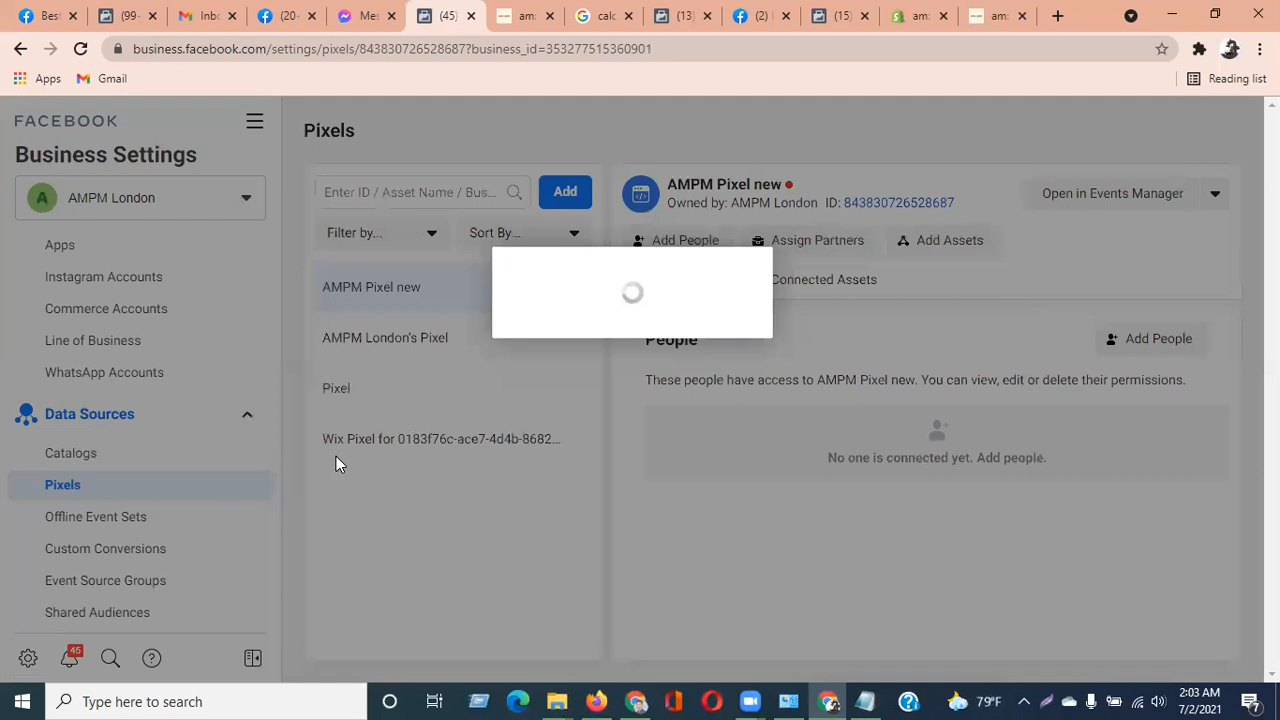 Best
(99-
Inbo
(20-
Mes
(45)
am:
calc
(13)
(2) I
(15)
am:
am:
business.facebook.com/settings/pixels/843830726528687?business_id=353277515360901
Apps
Gmail
Reading list
FACEBOOK
Business Settings
A
AMPM London
Apps
Instagram Accounts
Commerce Accounts
Line of Business
WhatsApp Accounts
Data Sources
Catalogs
Pixels
Offline Event Sets
Custom Conversions
Event Source Groups
Shared Audiences
45
Pixels
Enter ID / Asset Name / Bus...
Add
Filter by...
Sort By...
AMPM Pixel new
AMPM London's Pixel
Pixel
Wix Pixel for 0183f76c-ace7-4d4b-8682...
AMPM Pixel new
Owned by: AMPM London ID: 843830726528687
Open in Events Manager
Add People
Assign Partners
Add Assets
Connected Assets
People
Add People
These people have access to AMPM Pixel new. You can view, edit or delete their permissions.
No one is connected yet. Add people.
Type here to search
79°F
2:03 AM
7/2/2021
7